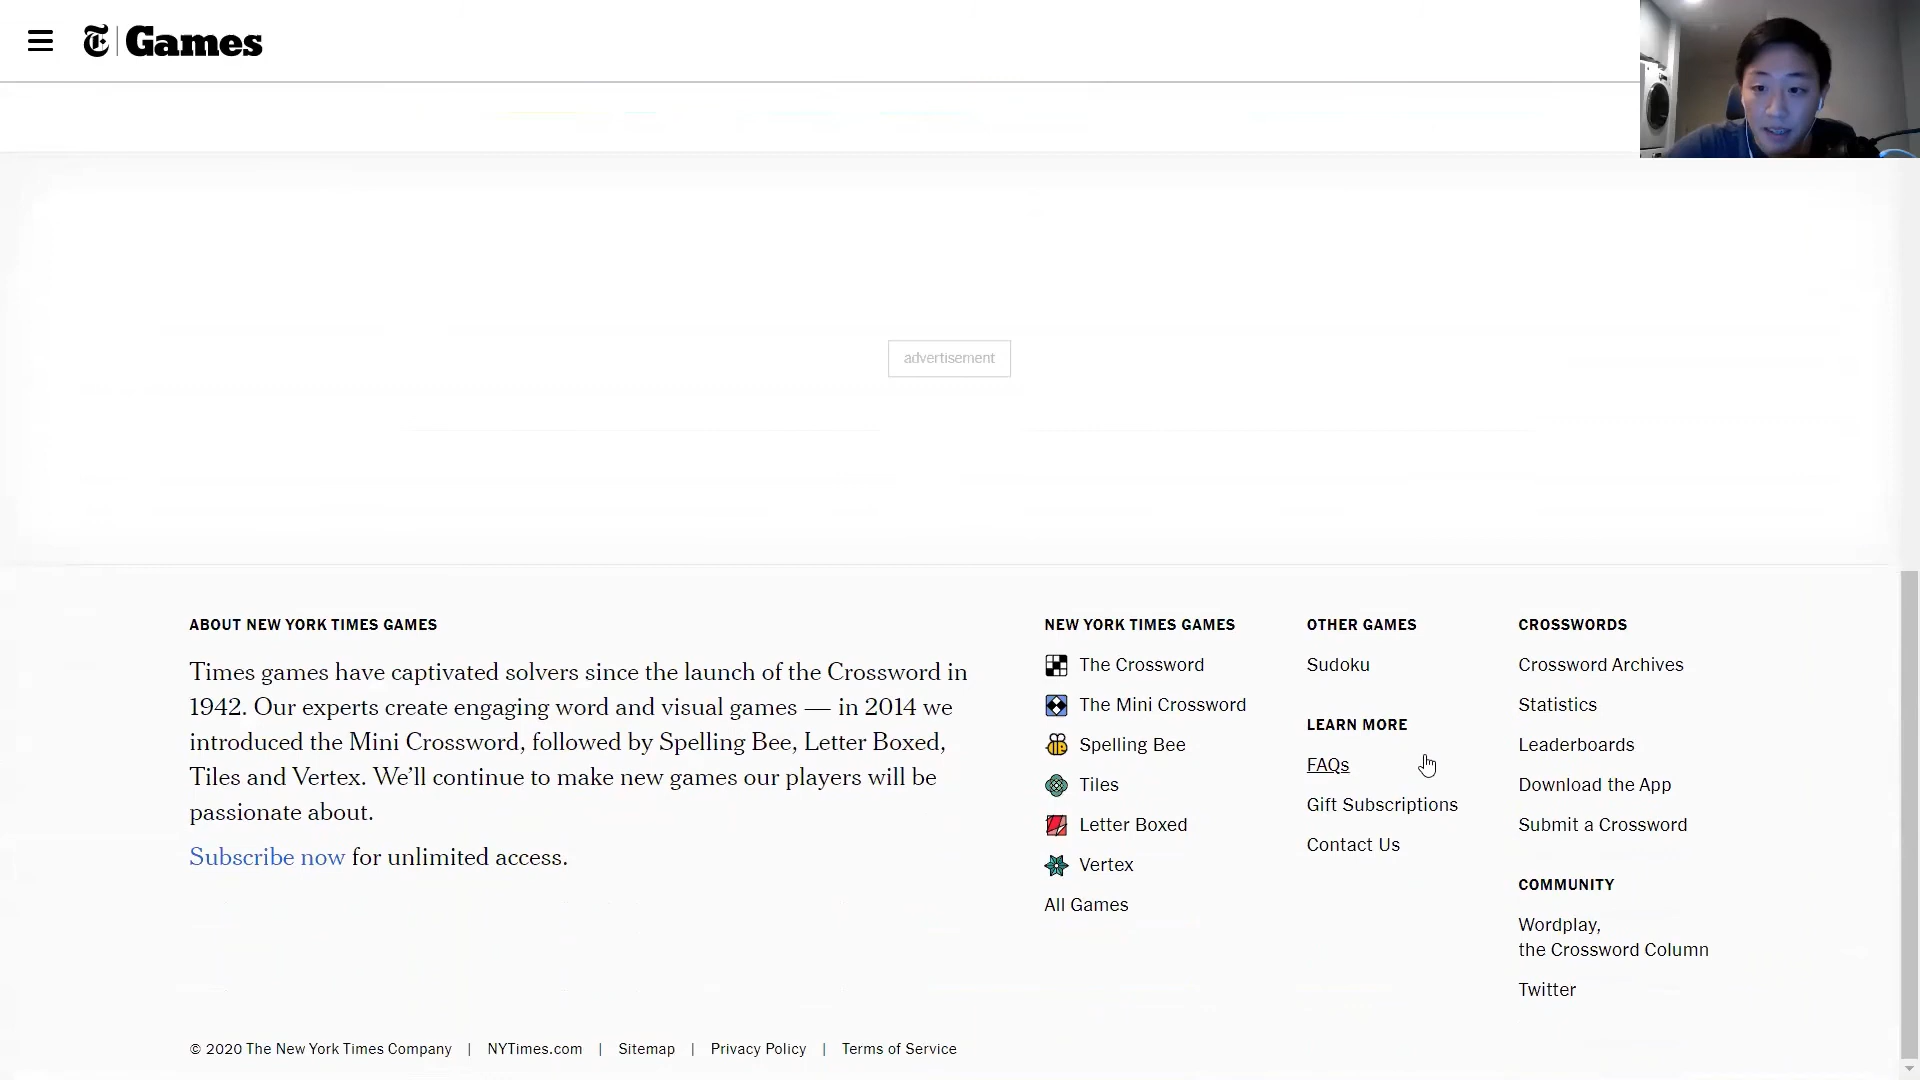 T | Games
advertisement
ABOUT NEW YORK TIMES GAMES
Times games have captivated solvers since the launch of the Crossword in
1942. Our experts create engaging word and visual games — in 2014 we
introduced the Mini Crossword, followed by Spelling Bee, Letter Boxed,
Tiles and Vertex. We’ll continue to make new games our players will be
passionate about.
Subscribe now for unlimited access.
NEW YORK TIMES GAMES
The Crossword
The Mini Crossword
Spelling Bee
Tiles
Letter Boxed
Vertex
All Games
OTHER GAMES
Sudoku
LEARN MORE
FAQs
Gift Subscriptions
Contact Us
CROSSWORDS
Crossword Archives
Statistics
Leaderboards
Download the App
Submit a Crossword
COMMUNITY
Wordplay,
the Crossword Column
Twitter
© 2020 The New York Times Company | NYTimes.com | Sitemap | Privacy Policy | Terms of Service